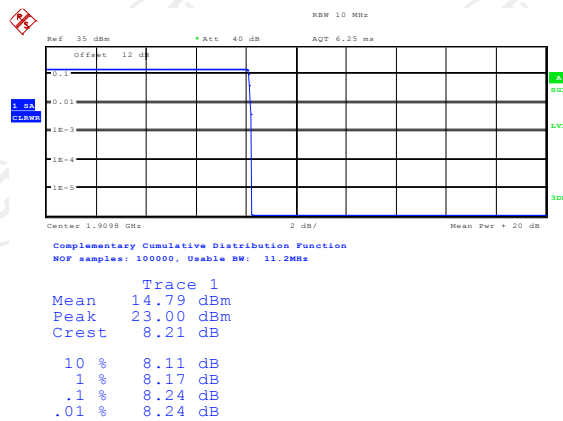 RBW 10 MHz
Ref 35 dBm * Att 40 dB AQT 6.25 ms
Offset 12 dB
0.1
0.01
1E-3
1E-4
1E-5
1 SA
CLRWR
A
LVL
3DB
Center 1.9098 GHz 2 dB/ Mean Pwr + 20 dB
Complementary Cumulative Distribution Function
NOF samples: 100000, Usable BW: 11.2MHz
Trace 1
Mean 14.79 dBm
Peak 23.00 dBm
Crest 8.21 dB
10 % 8.11 dB
1 % 8.17 dB
.1 % 8.24 dB
.01 % 8.24 dB